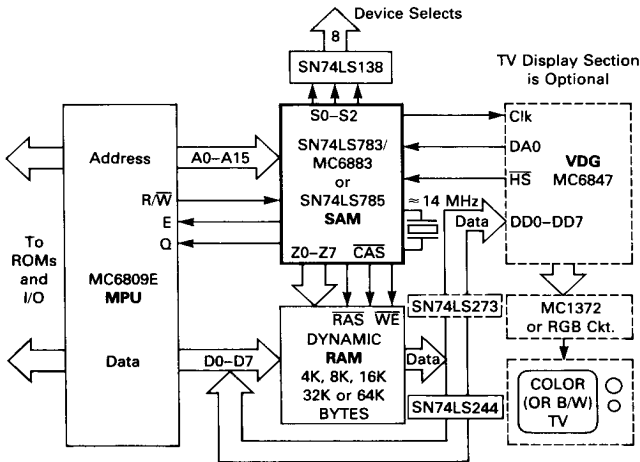 Device Selects
8
SN74LS138
TV Display Section
is Optional
S0–S2
SN74LS783/
MC6883
or
SN74LS785
SAM
Z0–Z7
CAS
Clk
DA0
VDG
MC6847
HS
DD0–DD7
≈ 14 MHz
Data
Address
A0–A15
R/W
E
Q
MC6809E
MPU
To
ROMs
and
I/O
Data
D0–D7
RAS WE
DYNAMIC
RAM
4K, 8K, 16K
32K or 64K
BYTES
Data
SN74LS273
SN74LS244
MC1372
or RGB Ckt.
COLOR
(OR B/W)
TV